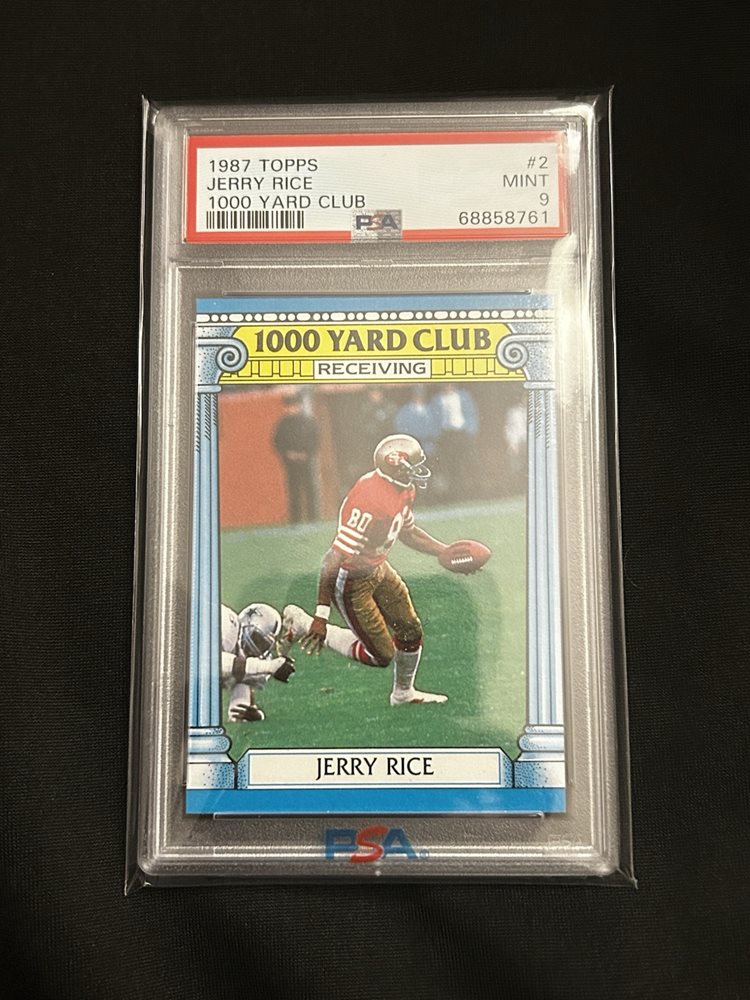 1987 TOPPS #2
JERRY RICE MINT
1000 YARD CLUB 9
PSA 68858761
1000 YARD CLUB
RECEIVING
80
JERRY RICE
PSA